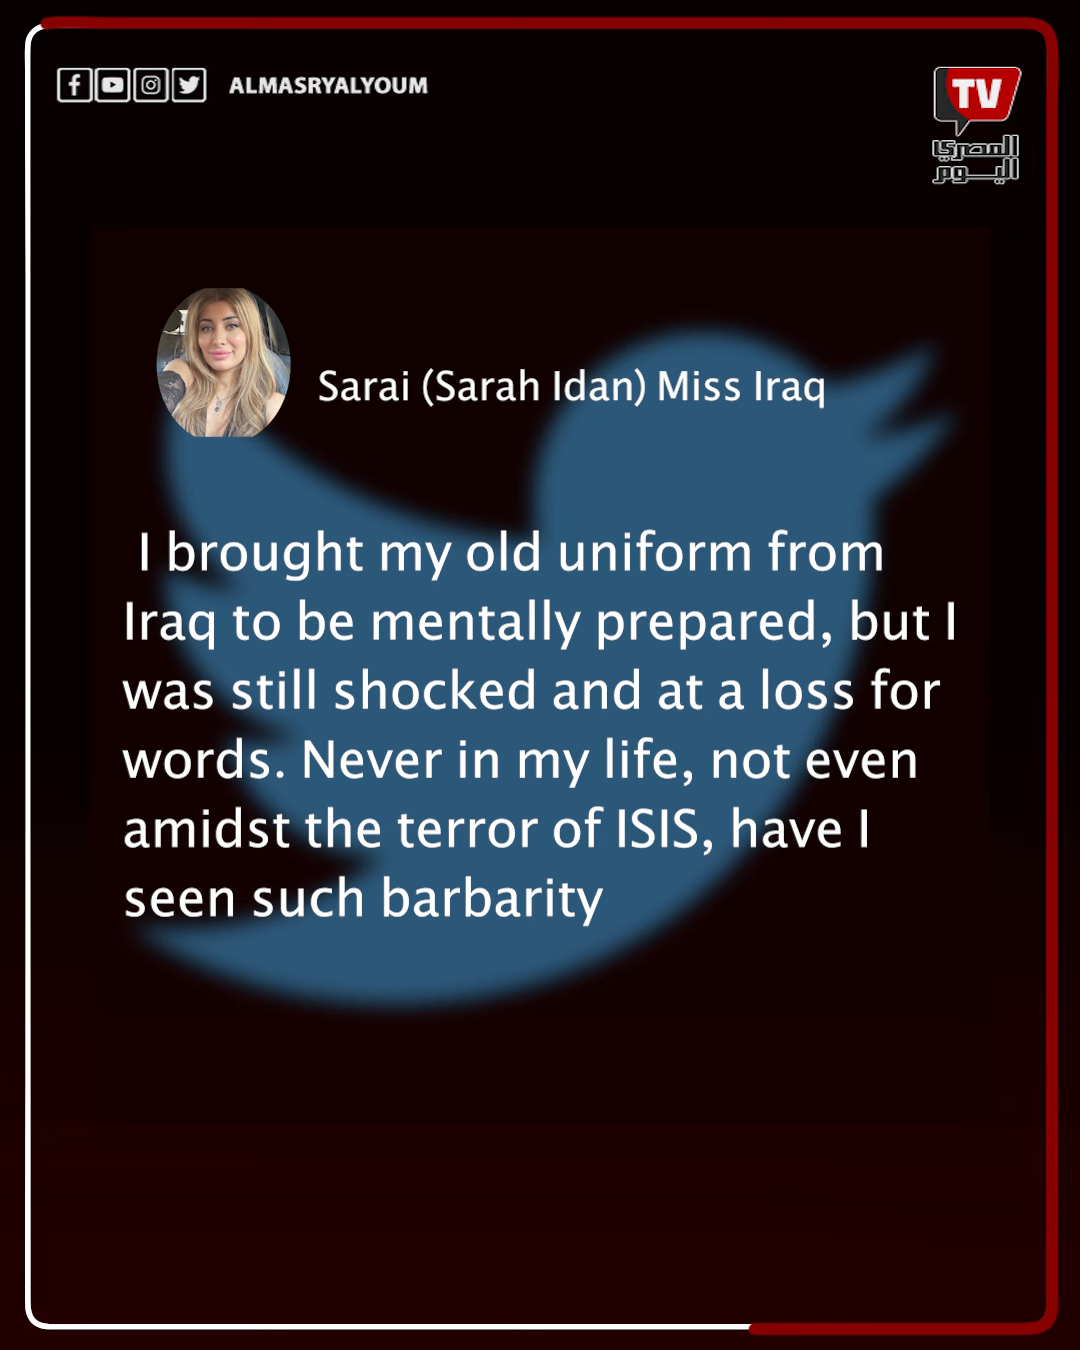 ALMASRYALYOUM
TV
المصري
اليوم
Sarai (Sarah Idan) Miss Iraq
I brought my old uniform from
Iraq to be mentally prepared, but I
was still shocked and at a loss for
words. Never in my life, not even
amidst the terror of ISIS, have I
seen such barbarity